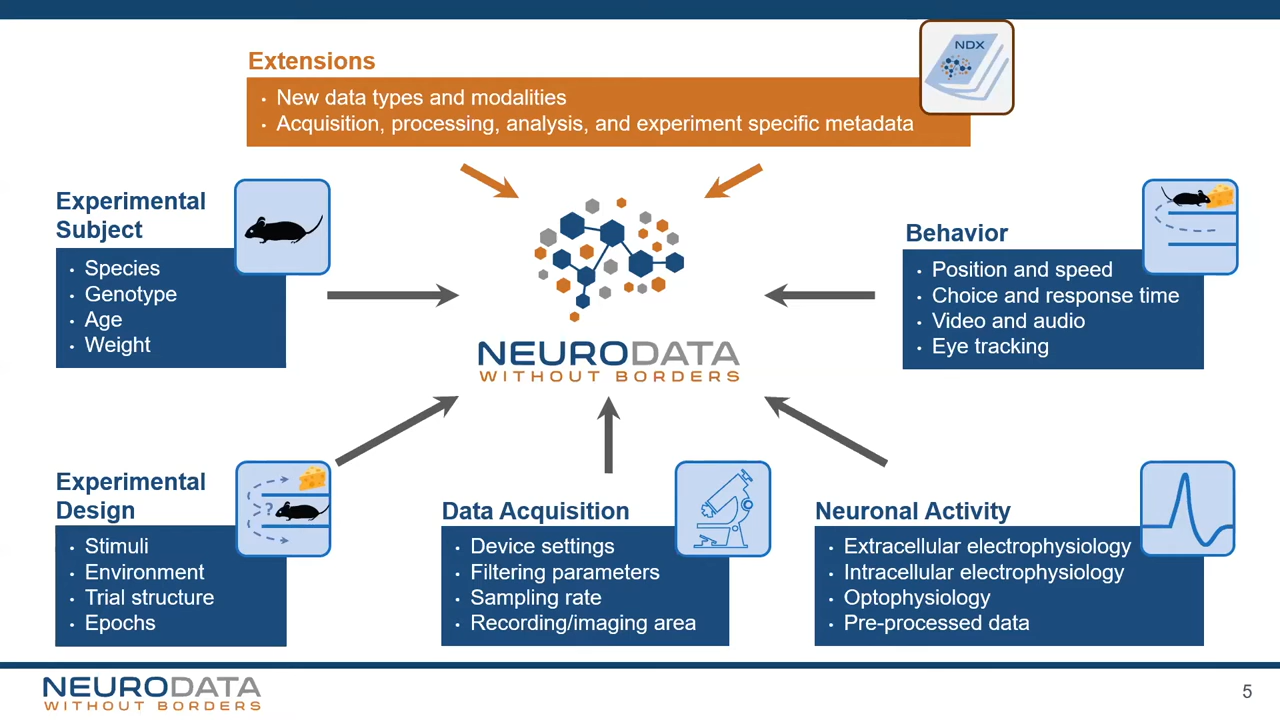 Extensions
NDX
· New data types and modalities
· Acquisition, processing, analysis, and experiment specific metadata
Experimental
Subject
· Species
· Genotype
· Age
· Weight
NEURODATA
WITHOUT BORDERS
Behavior
· Position and speed
· Choice and response time
· Video and audio
· Eye tracking
Experimental
Design
?
· Stimuli
· Environment
· Trial structure
· Epochs
Data Acquisition
· Device settings
· Filtering parameters
· Sampling rate
· Recording/imaging area
Neuronal Activity
· Extracellular electrophysiology
· Intracellular electrophysiology
· Optophysiology
· Pre-processed data
NEURODATA
WITHOUT BORDERS
5